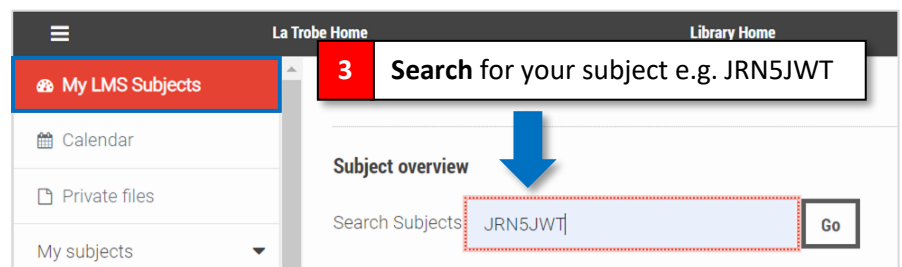 La Trobe Home
Library Home
3 Search for your subject e.g. JRN5JWT
My LMS Subjects
Calendar
Private files
My subjects
Subject overview
Search Subjects JRN5JWT Go